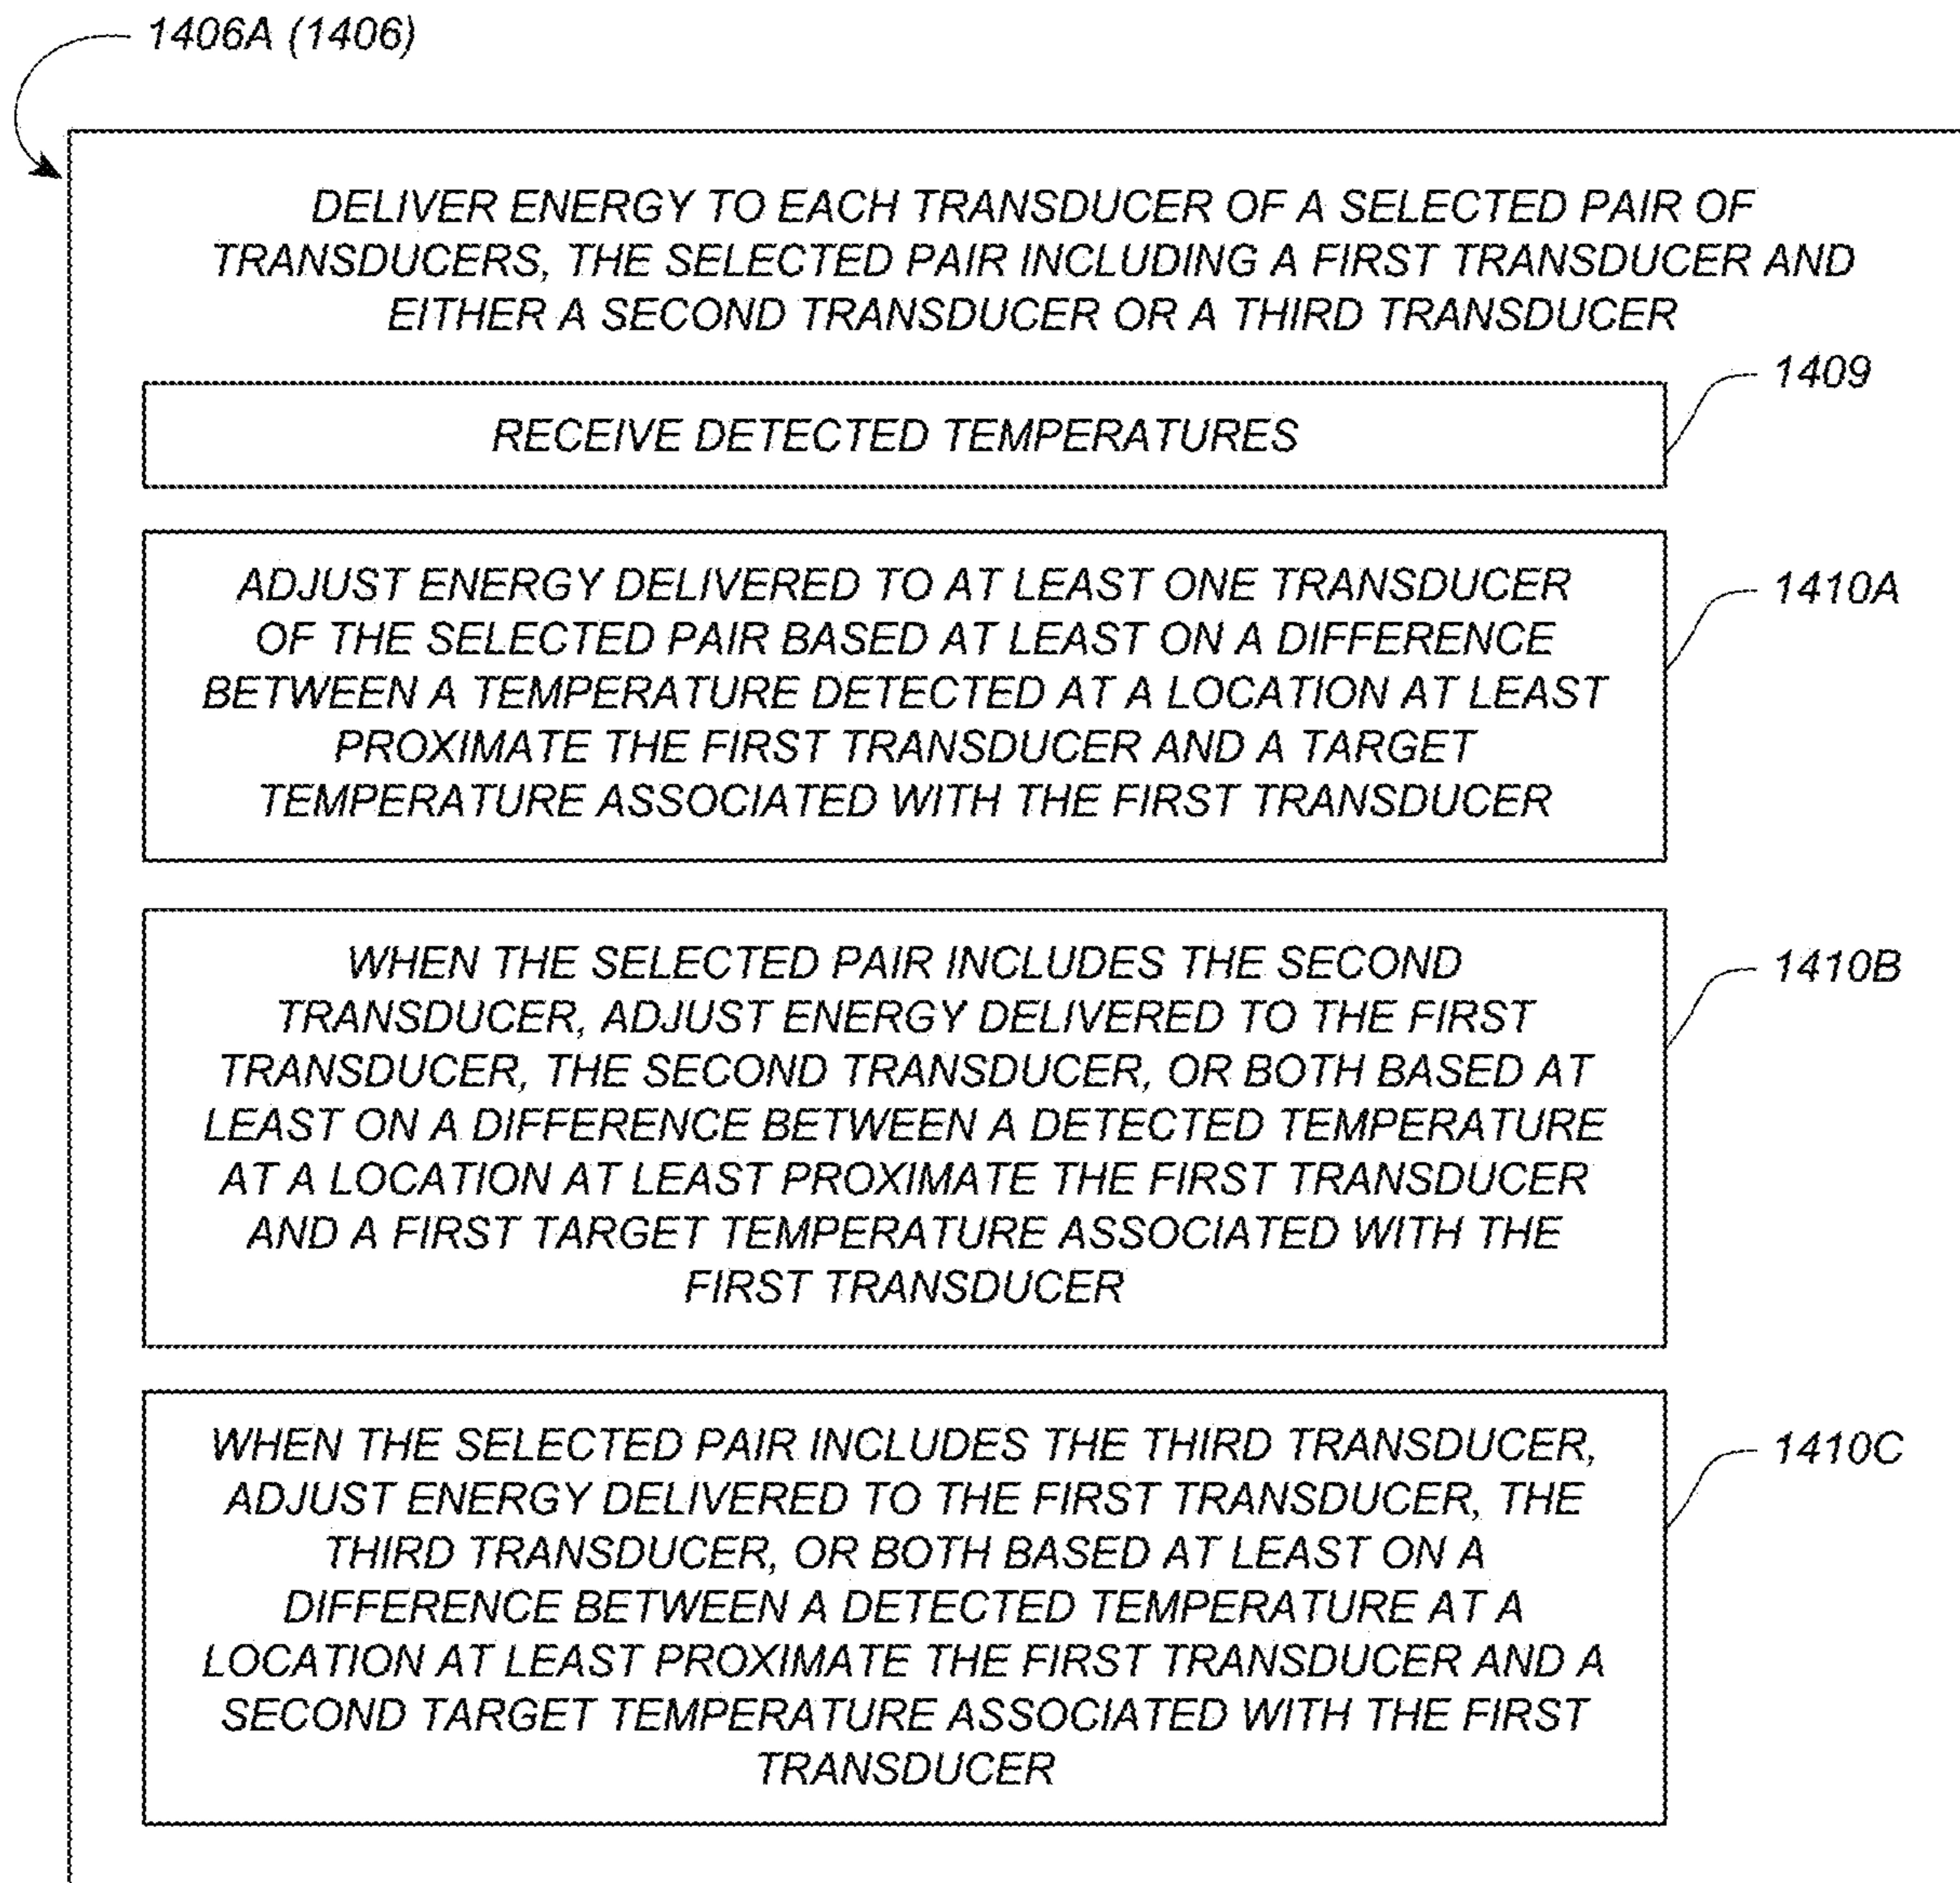 1406A (1406)
DELIVER ENERGY TO EACH TRANSDUCER OF A SELECTED PAIR OF
TRANSDUCERS, THE SELECTED PAIR INCLUDING A FIRST TRANSDUCER AND
EITHER A SECOND TRANSDUCER OR A THIRD TRANSDUCER
1409
RECEIVE DETECTED TEMPERATURES
ADJUST ENERGY DELIVERED TO AT LEAST ONE TRANSDUCER
1410A
OF THE SELECTED PAIR BASED AT LEAST ON A DIFFERENCE
BETWEEN A TEMPERATURE DETECTED AT A LOCATION AT LEAST
PROXIMATE THE FIRST TRANSDUCER AND A TARGET
TEMPERATURE ASSOCIATED WITH THE FIRST TRANSDUCER
WHEN THE SELECTED PAIR INCLUDES THE SECOND
1410B
TRANSDUCER, ADJUST ENERGY DELIVERED TO THE FIRST
TRANSDUCER, THE SECOND TRANSDUCER, OR BOTH BASED AT
LEAST ON A DIFFERENCE BETWEEN A DETECTED TEMPERATURE
AT A LOCATION AT LEAST PROXIMATE THE FIRST TRANSDUCER
AND A FIRST TARGET TEMPERATURE ASSOCIATED WITH THE
FIRST TRANSDUCER
WHEN THE SELECTED PAIR INCLUDES THE THIRD TRANSDUCER,
1410C
ADJUST ENERGY DELIVERED TO THE FIRST TRANSDUCER, THE
THIRD TRANSDUCER, OR BOTH BASED AT LEAST ON A
DIFFERENCE BETWEEN A DETECTED TEMPERATURE AT A
LOCATION AT LEAST PROXIMATE THE FIRST TRANSDUCER AND A
SECOND TARGET TEMPERATURE ASSOCIATED WITH THE FIRST
TRANSDUCER